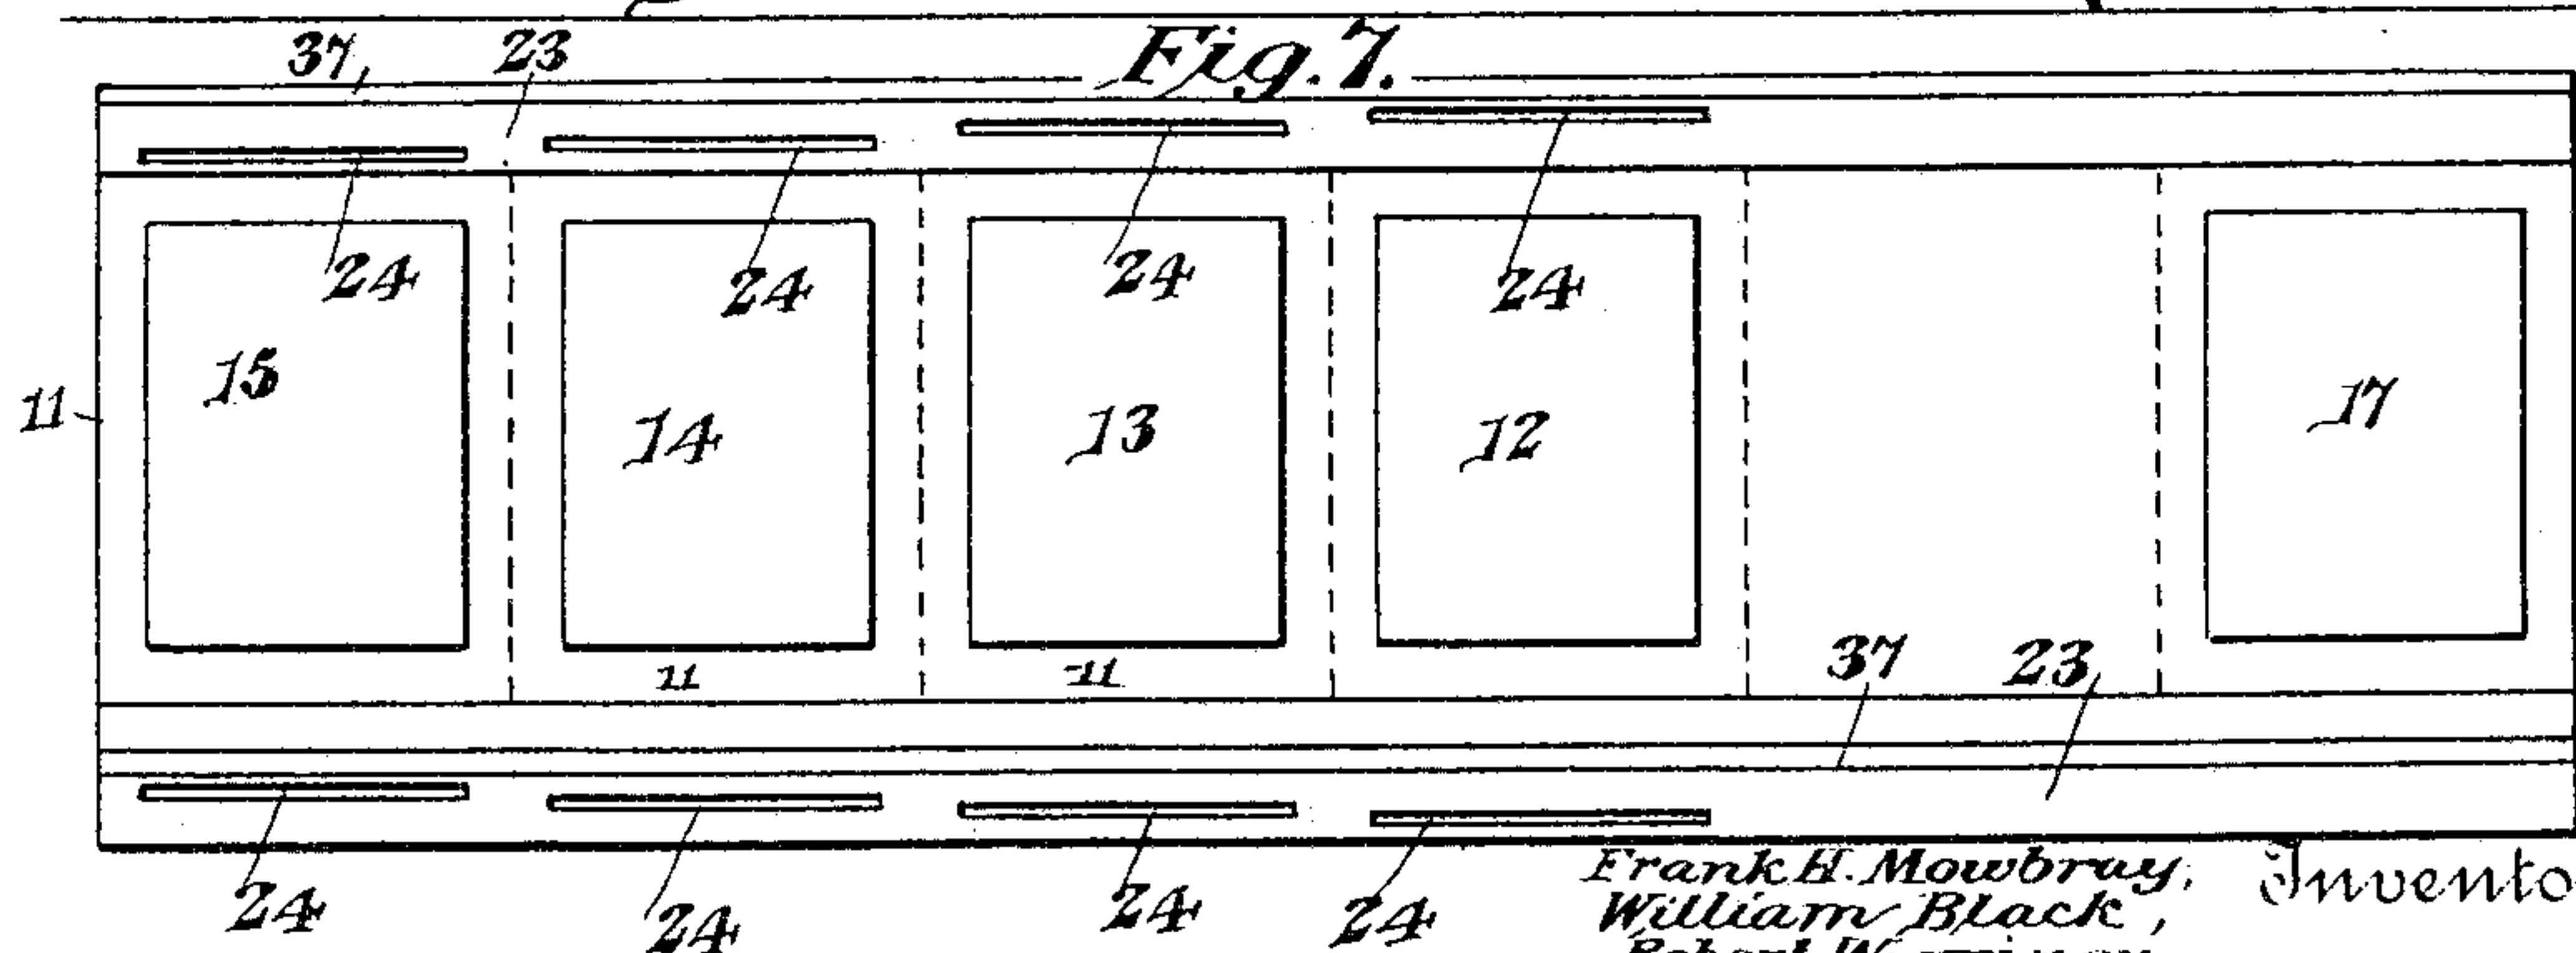 Fig. 7.
37 23
24 24 24 24
15 14 13 12 17
11
11 11
37 23
24 24 24 24
Frank H. Mowbray,
William Black,
Robert